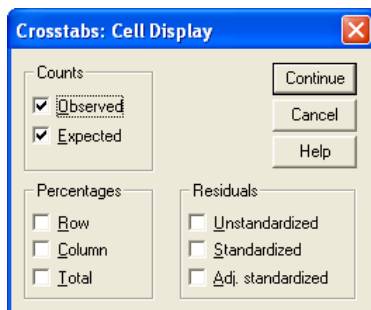 Crosstabs: Cell Display
Counts
Observed
Expected
Continue
Cancel
Help
Percentages
Row
Column
Total
Residuals
Unstandardized
Standardized
Adj. standardized